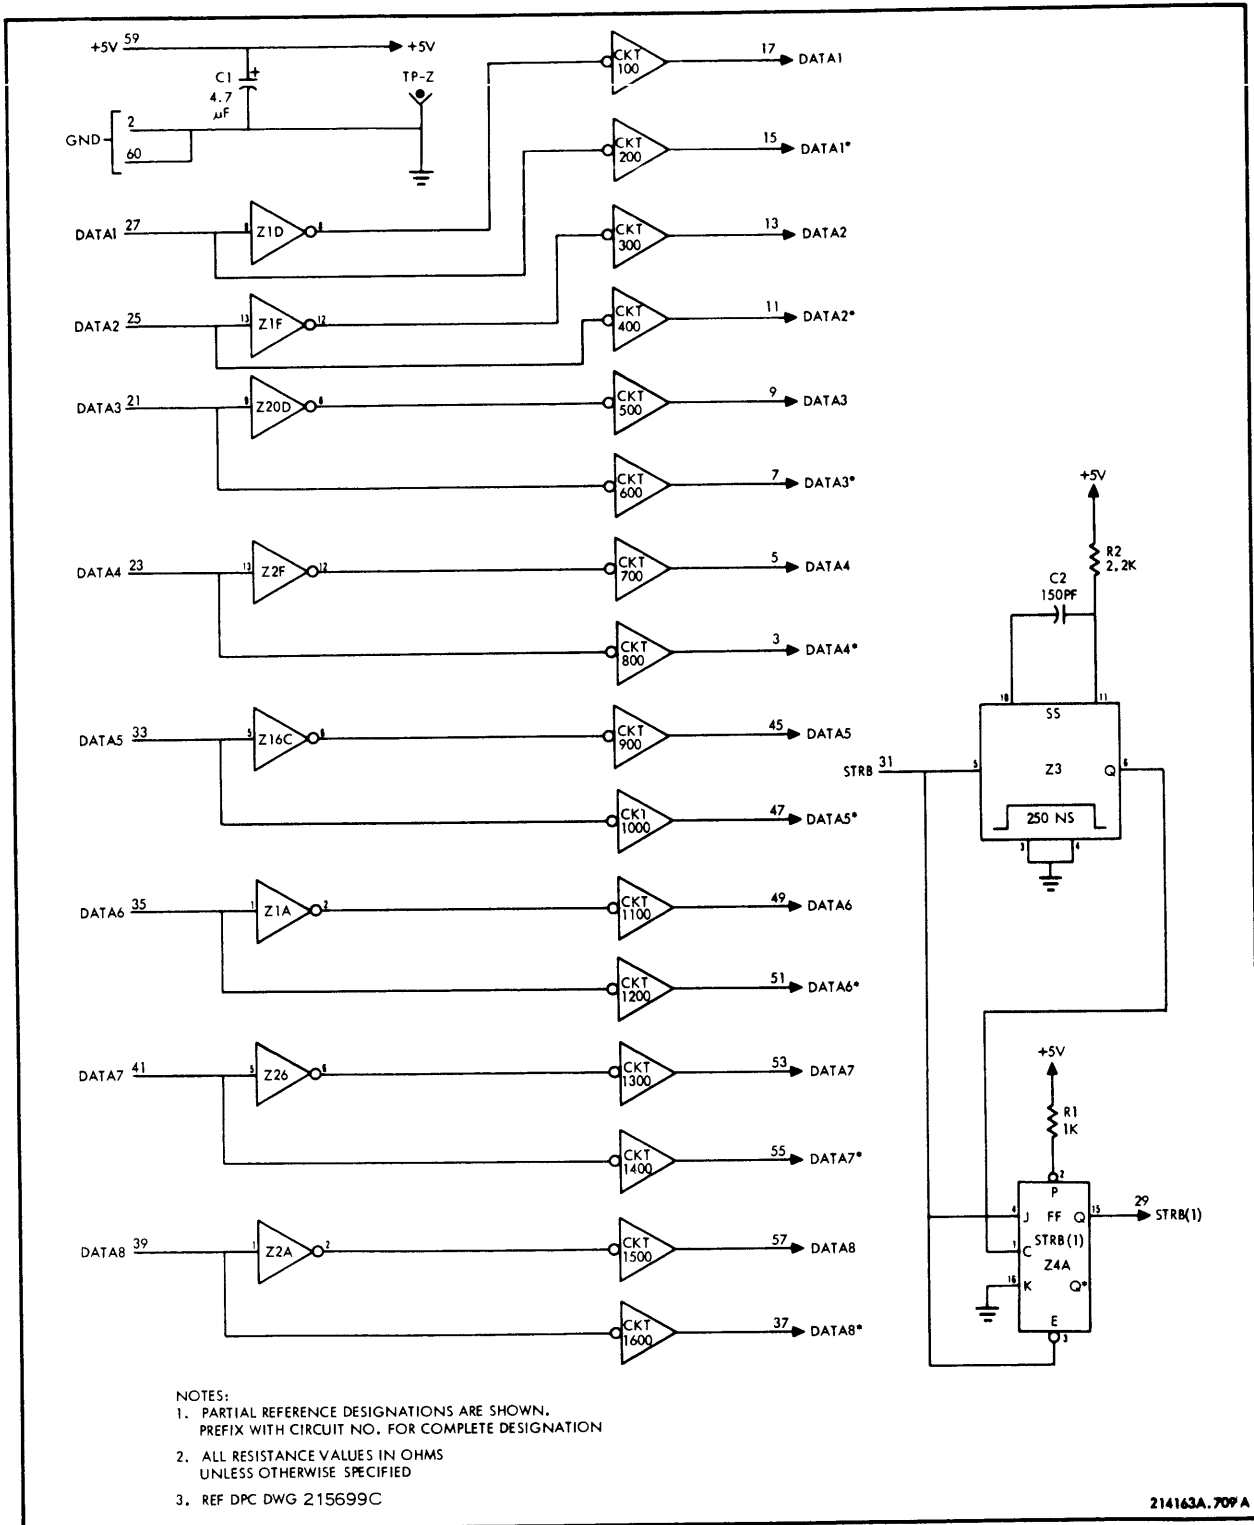 +5V 59
+5V
C1
+
4.7
µF
TP-Z
GND
2
60
CKT
100
17
DATA1
CKT
200
15
DATA1*
DATA1 27
8
Z1D
8
CKT
300
13
DATA2
DATA2 25
13
Z1F
12
CKT
400
11
DATA2*
DATA3 21
9
Z20D
8
CKT
500
9
DATA3
CKT
600
7
DATA3*
DATA4 23
13
Z2F
12
CKT
700
5
DATA4
CKT
800
3
DATA4*
DATA5 33
5
Z16C
6
CKT
900
45
DATA5
CKT
1000
47
DATA5*
DATA6 35
1
Z1A
2
CKT
1100
49
DATA6
CKT
1200
51
DATA6*
DATA7 41
5
Z26
6
CKT
1300
53
DATA7
CKT
1400
55
DATA7*
DATA8 39
1
Z2A
2
CKT
1500
57
DATA8
CKT
1600
37
DATA8*
+5V
R2
2.2K
C2
150PF
10
11
SS
STRB 31
5
Z3
Q
6
250 NS
3
4
+5V
R1
1K
2
P
4
J
FF
Q
15
29
STRB(1)
STRB(1)
1
C
Z4A
16
K
Q*
E
3
NOTES:
1. PARTIAL REFERENCE DESIGNATIONS ARE SHOWN.
PREFIX WITH CIRCUIT NO. FOR COMPLETE DESIGNATION
2. ALL RESISTANCE VALUES IN OHMS
UNLESS OTHERWISE SPECIFIED
3. REF DPC DWG 215699C
214163A.709 A